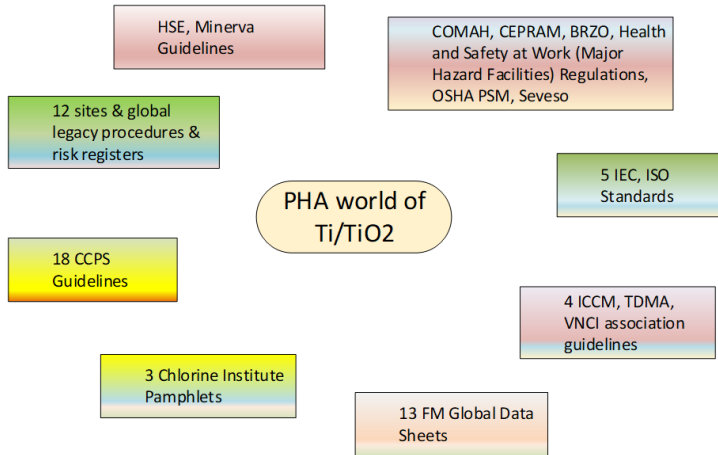 HSE, Minerva
Guidelines
COMAH, CEPRAM, BRZO, Health
and Safety at Work (Major
Hazard Facilities) Regulations,
OSHA PSM, Seveso
12 sites & global
legacy procedures &
risk registers
5 IEC, ISO
Standards
PHA world of
Ti/TiO2
18 CCPS
Guidelines
4 ICCM, TDMA,
VNCI association
guidelines
3 Chlorine Institute
Pamphlets
13 FM Global Data
Sheets